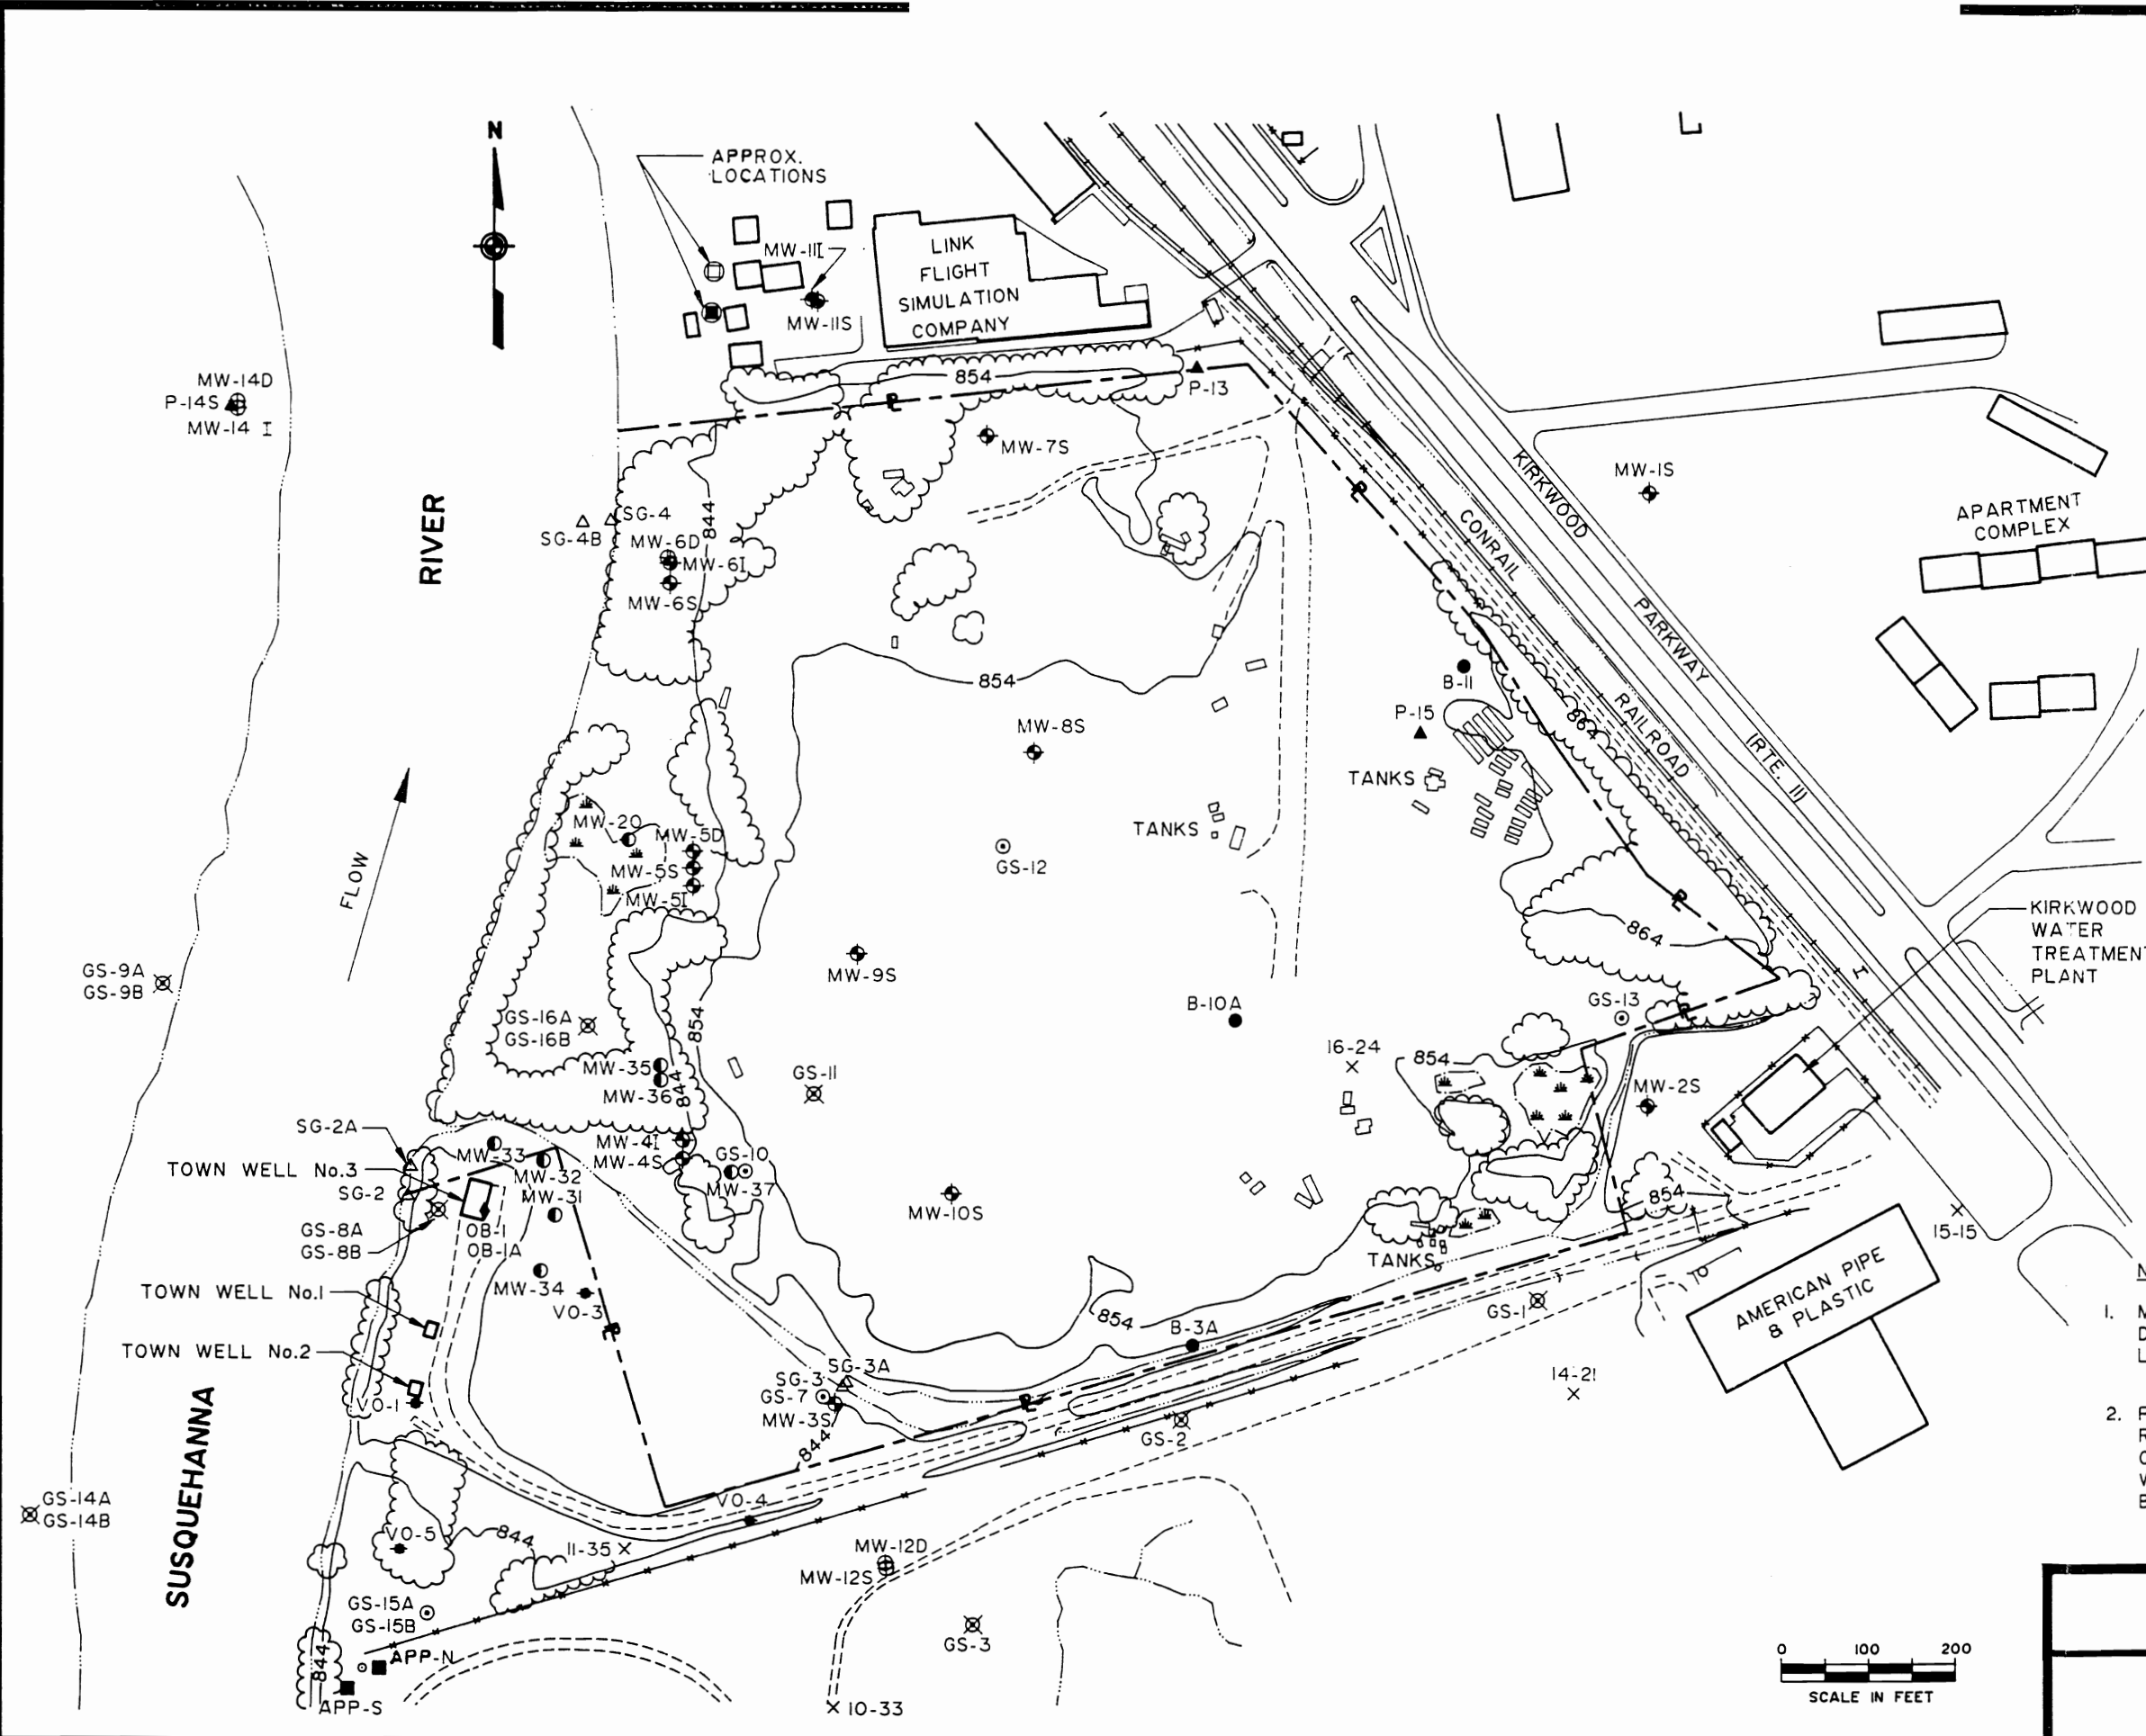 N
APPROX.
LOCATIONS
MW-11I
MW-11S
LINK
FLIGHT
SIMULATION
COMPANY
MW-14D
P-14S
MW-14 I
854
P-13
MW-7S
KIRKWOOD
PARKWAY
(RTE. 11)
CONRAIL
RAILROAD
MW-1S
APARTMENT
COMPLEX
RIVER
SG-4
SG-4B
844
MW-6D
MW-6I
MW-6S
854
B-11
P-15
864
MW-8S
TANKS
TANKS
FLOW
MW-20
MW-5D
MW-5S
MW-5I
GS-12
KIRKWOOD
WATER
TREATMENT
PLANT
864
GS-9A
GS-9B
MW-9S
B-10A
GS-13
GS-16A
GS-16B
854
16-24
854
MW-35
MW-36
844
GS-11
MW-2S
SG-2A
MW-33
MW-4I
MW-4S
GS-10
TOWN WELL No.3
MW-32
MW-37
SG-2
MW-31
MW-10S
854
15-15
GS-8A
GS-8B
OB-1
OB-1A
TANKS
TOWN WELL No.1
MW-34
VO-3
GS-1
AMERICAN PIPE
& PLASTIC
854
B-3A
1.
TOWN WELL No.2
SG-3A
SG-3
GS-7
MW-3S
14-21
VO-1
844
GS-2
2.
SUSQUEHANNA
GS-14A
GS-14B
VO-4
VO-5
844
11-35
MW-12D
MW-12S
GS-15A
GS-15B
GS-3
844
APP-N
APP-S
10-33
0 100 200
SCALE IN FEET